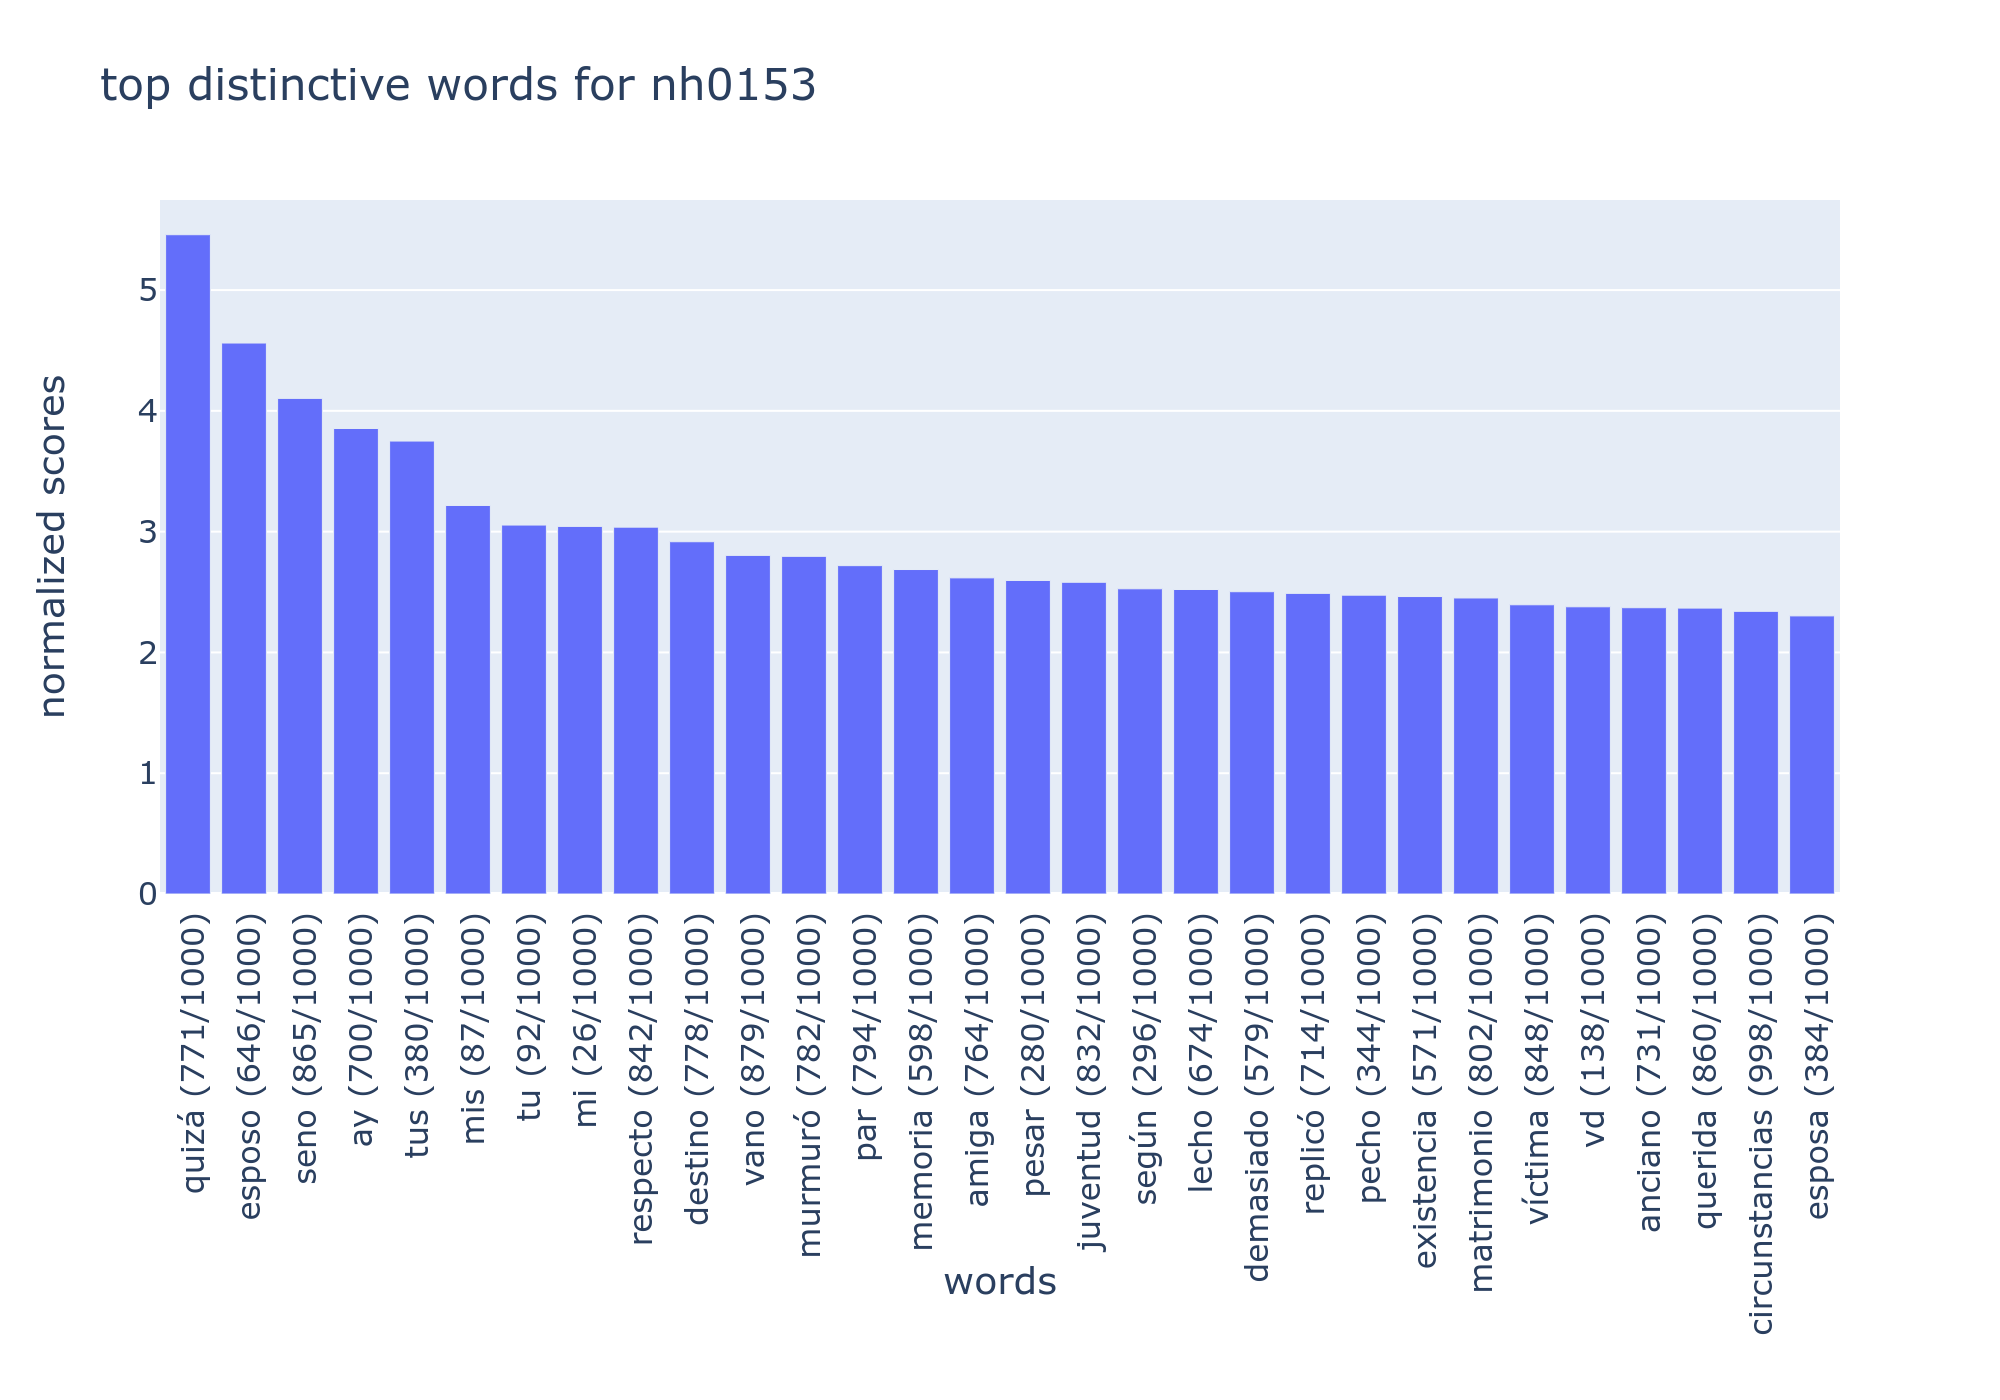 top distinctive words for nh0153
normalized scores
5
4
3
2
1
0
quizá (771/1000)
esposo (646/1000)
seno (865/1000)
ay (700/1000)
tus (380/1000)
mis (87/1000)
tu (92/1000)
mi (26/1000)
respecto (842/1000)
destino (778/1000)
vano (879/1000)
murmuró (782/1000)
par (794/1000)
memoria (598/1000)
amiga (764/1000)
pesar (280/1000)
juventud (832/1000)
según (296/1000)
lecho (674/1000)
demasiado (579/1000)
replicó (714/1000)
pecho (344/1000)
existencia (571/1000)
matrimonio (802/1000)
víctima (848/1000)
vd (138/1000)
anciano (731/1000)
querida (860/1000)
circunstancias (998/1000)
esposa (384/1000)
words